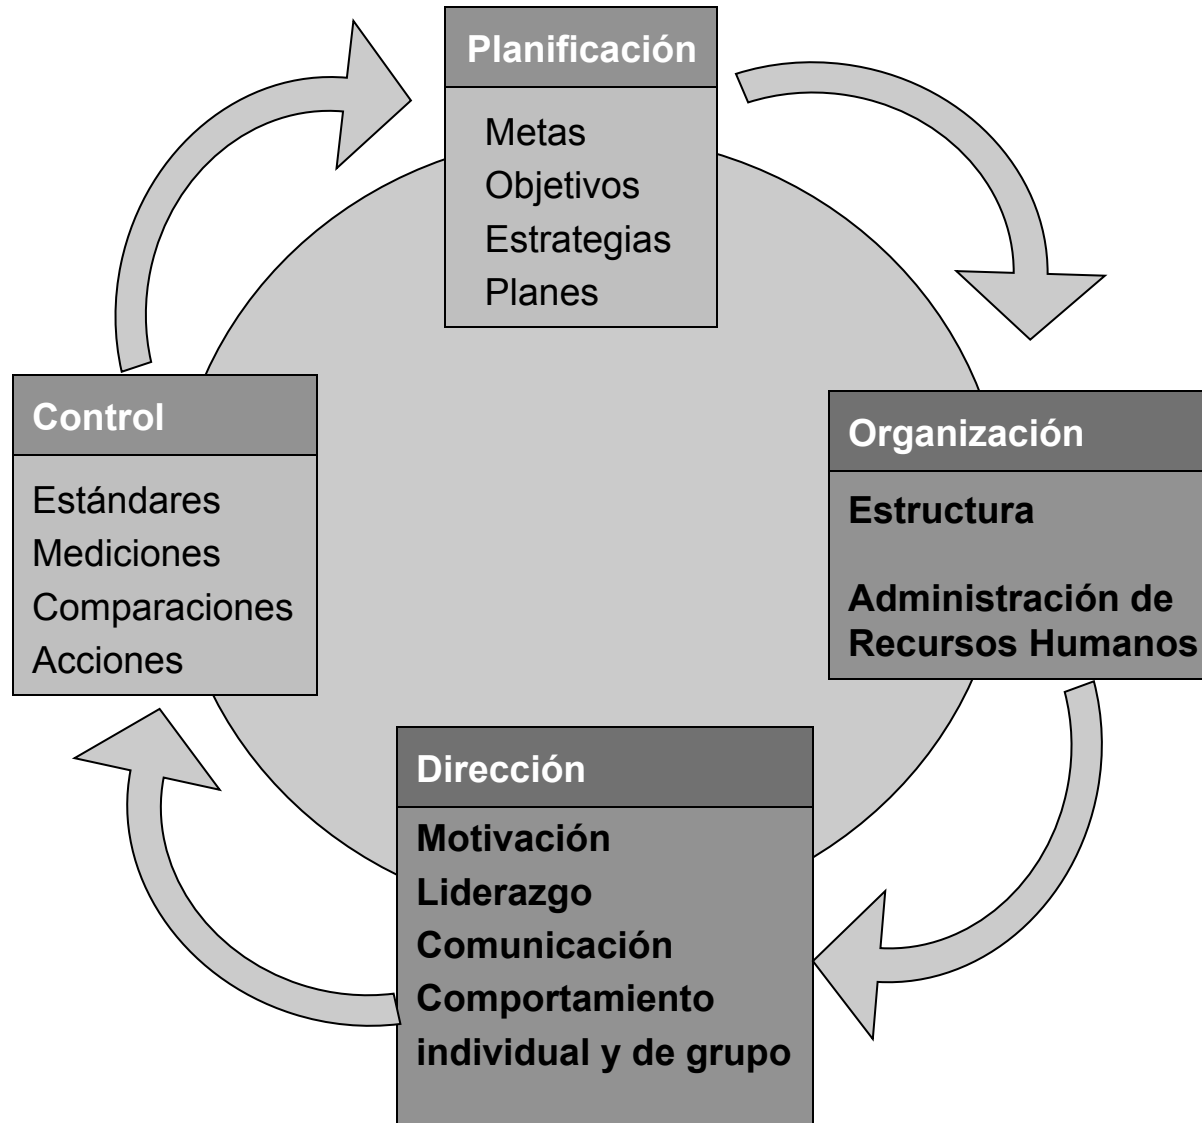 Planificación
Metas
Objetivos
Estrategias
Planes
Organización
Estructura
Administración de
Recursos Humanos
Dirección
Motivación
Liderazgo
Comunicación
Comportamiento
individual y de grupo
Control
Estándares
Mediciones
Comparaciones
Acciones